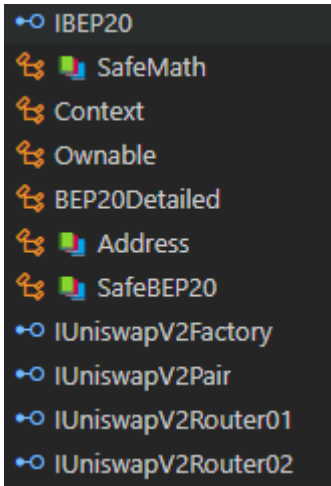 IBEP20
SafeMath
Context
Ownable
BEP20Detailed
Address
SafeBEP20
IUniswapV2Factory
IUniswapV2Pair
IUniswapV2Router01
IUniswapV2Router02